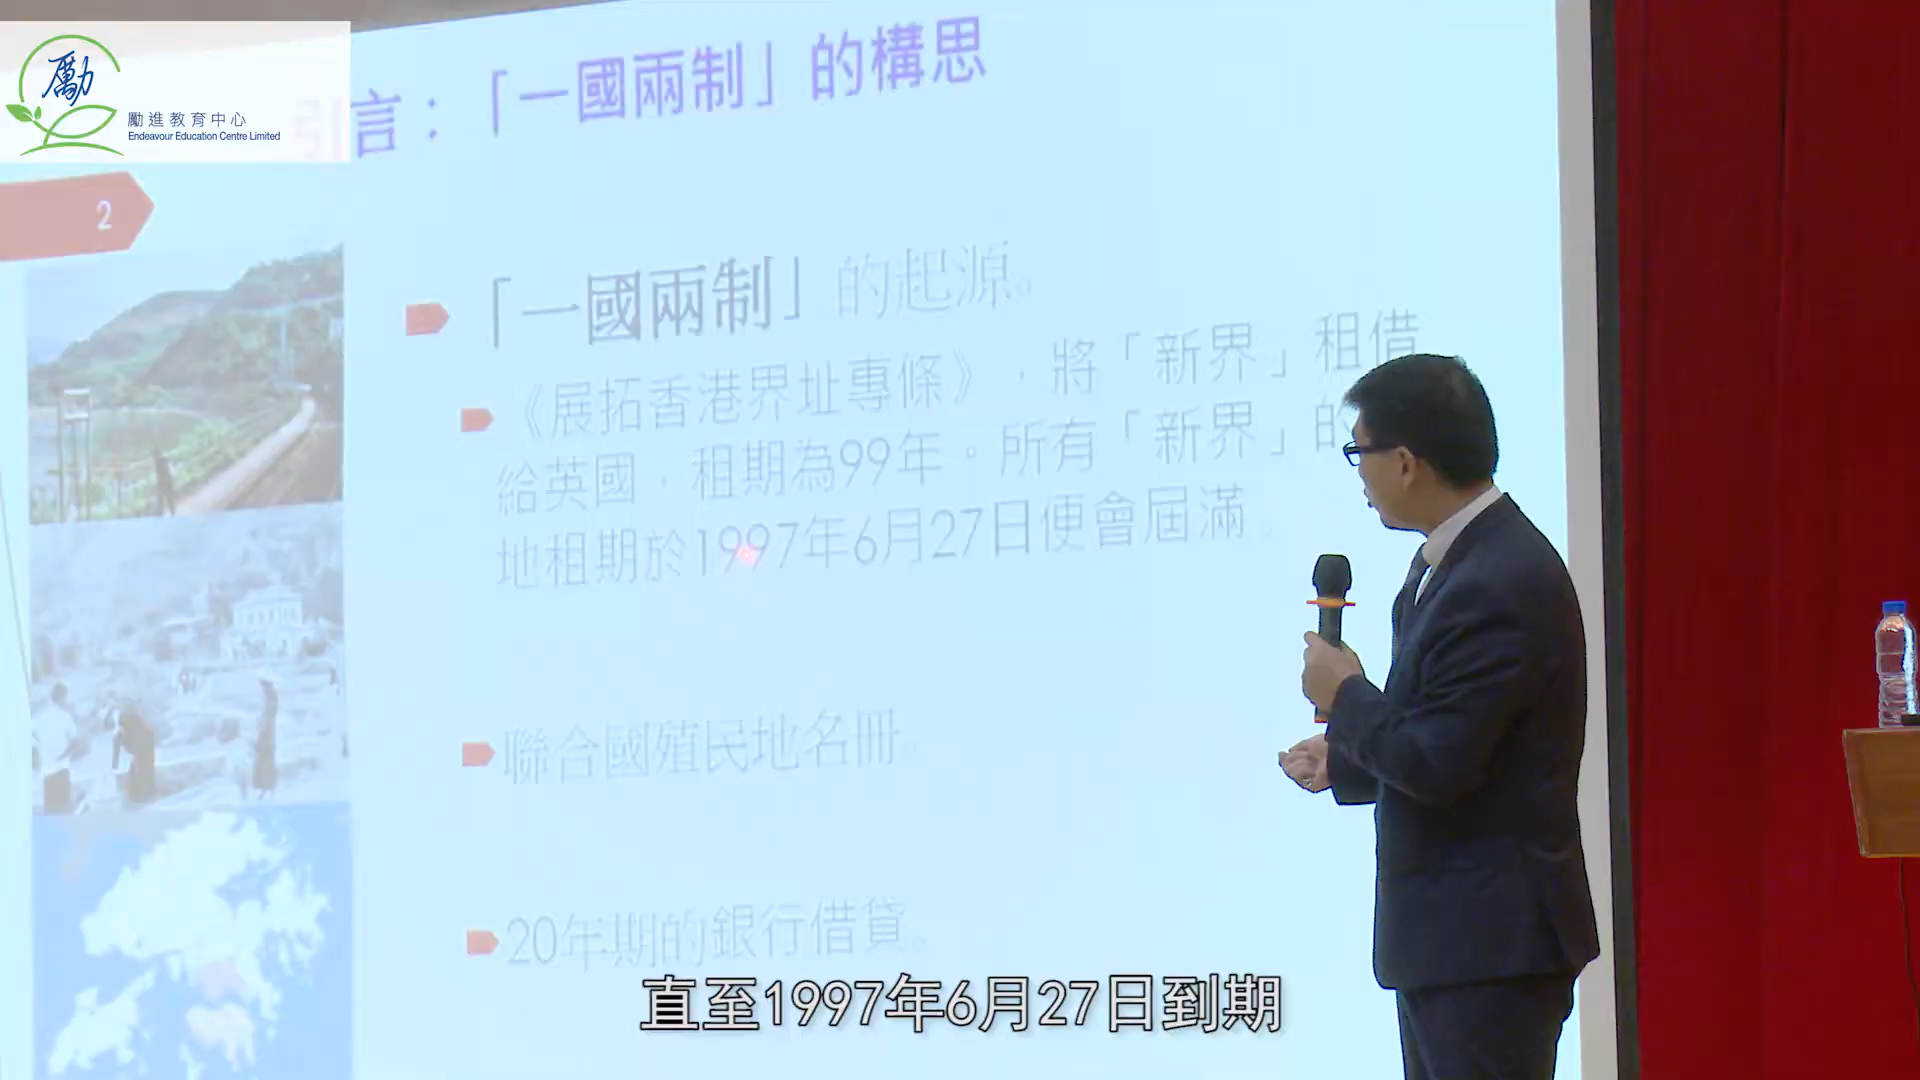 勵
勵進教育中心
Endeavour Education Centre Limited
引言：「一國兩制」的構思
2
「一國兩制」的起源。
《展拓香港界址專條》，將「新界」租借
給英國，租期為99年。所有「新界」的
地租期於1997年6月27日便會屆滿。
聯合國殖民地名冊。
20年期的銀行借貸。
直至1997年6月27日到期